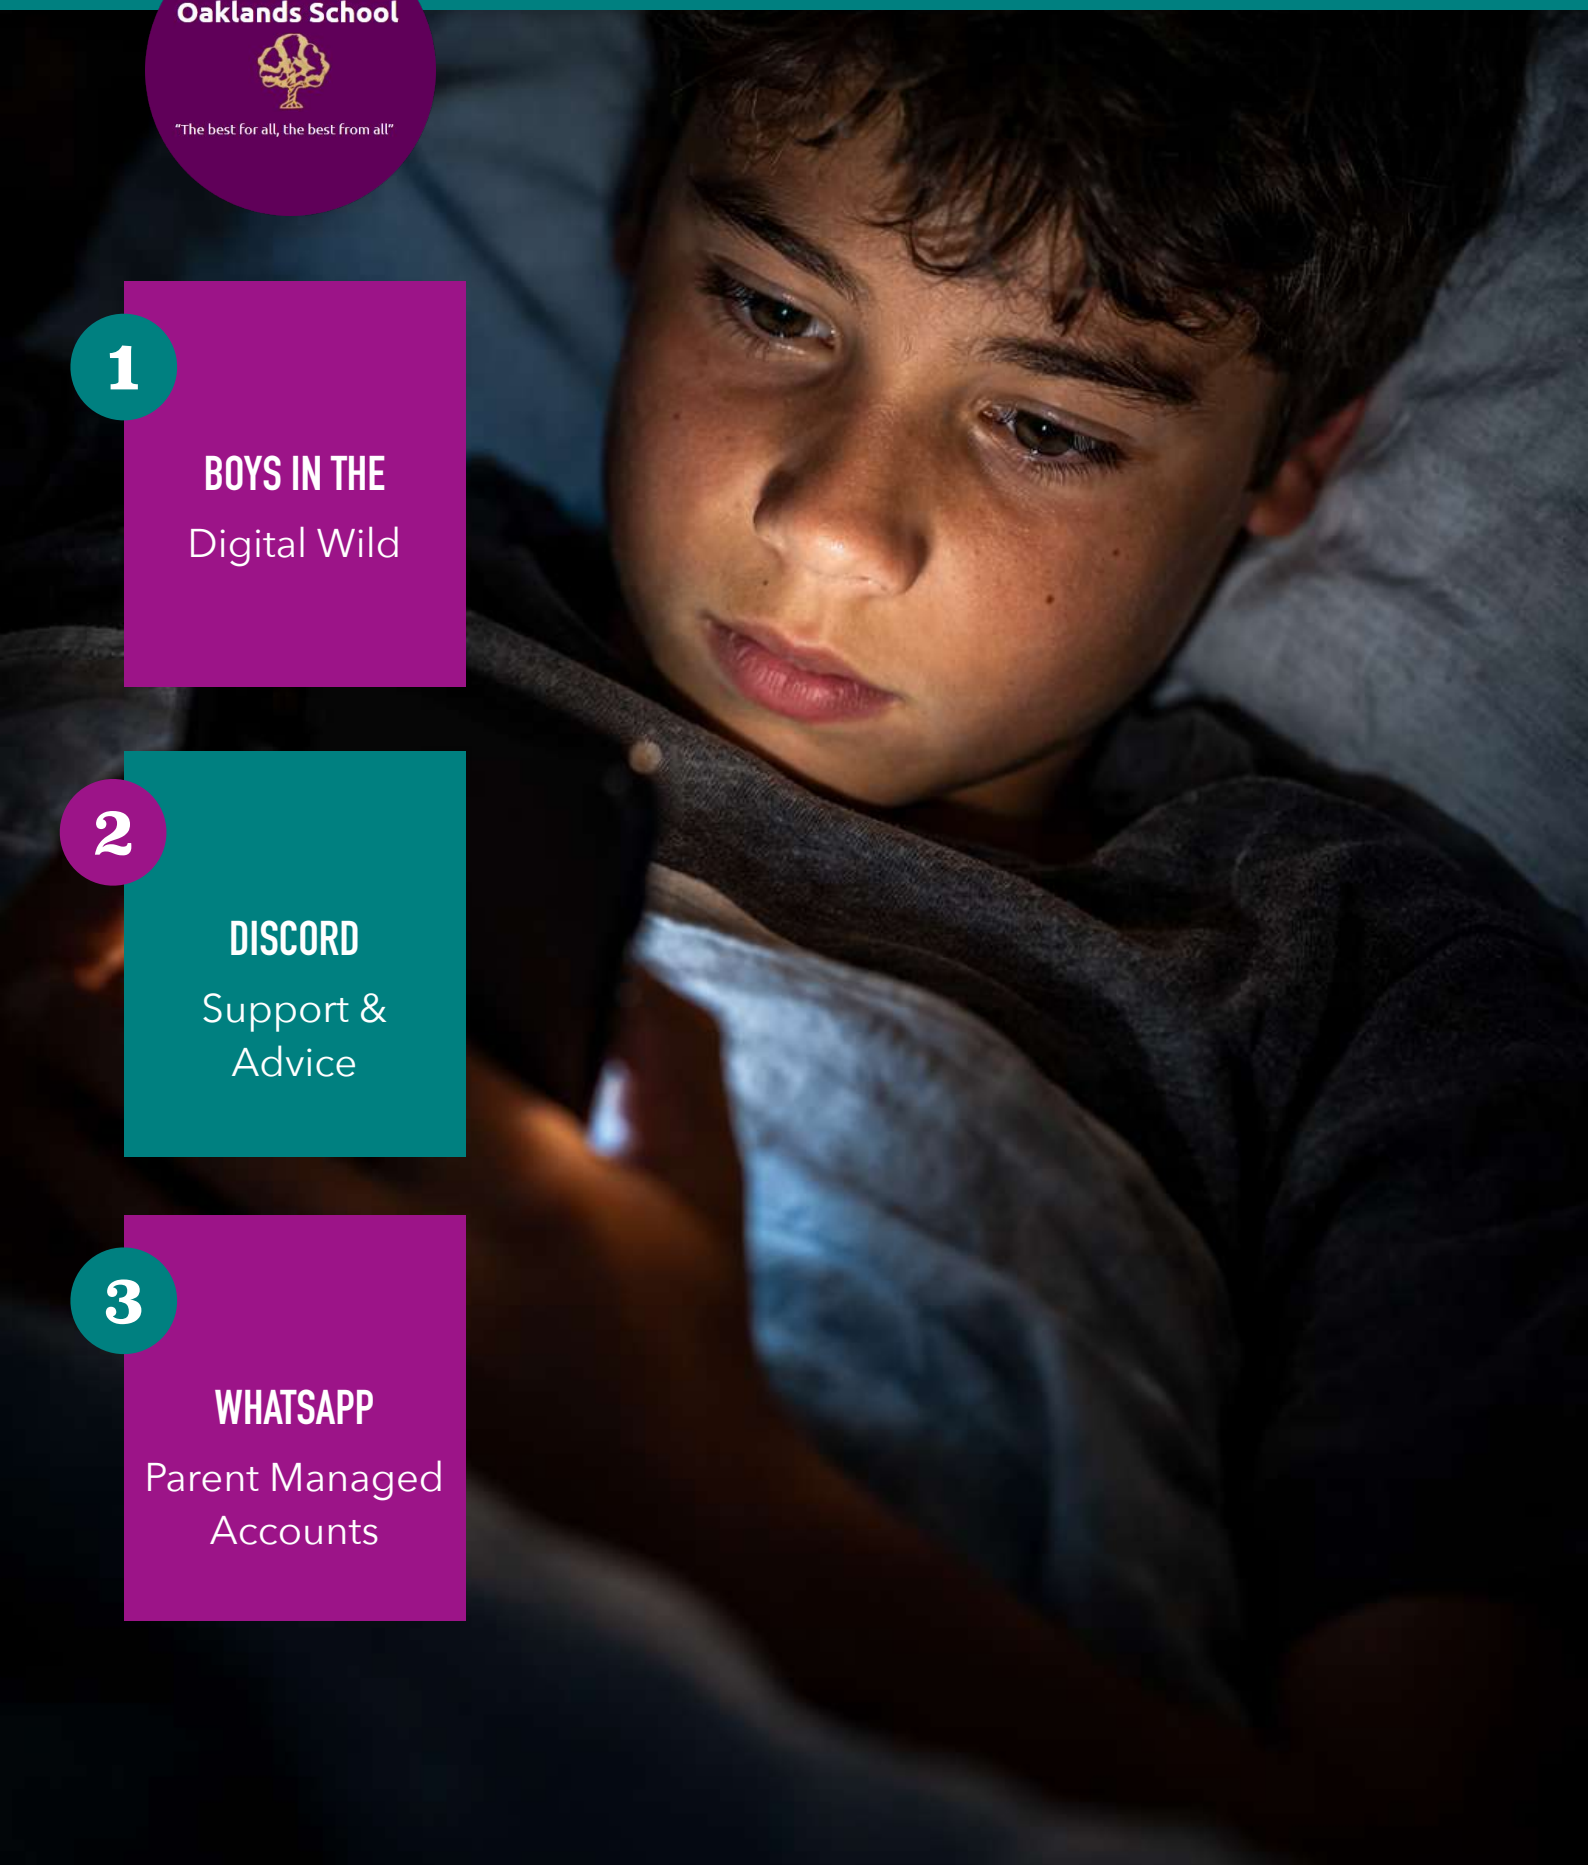 Oaklands School
"The best for all, the best from all"
1
BOYS IN THE
Digital Wild
2
DISCORD
Support &
Advice
3
WHATSAPP
Parent Managed
Accounts